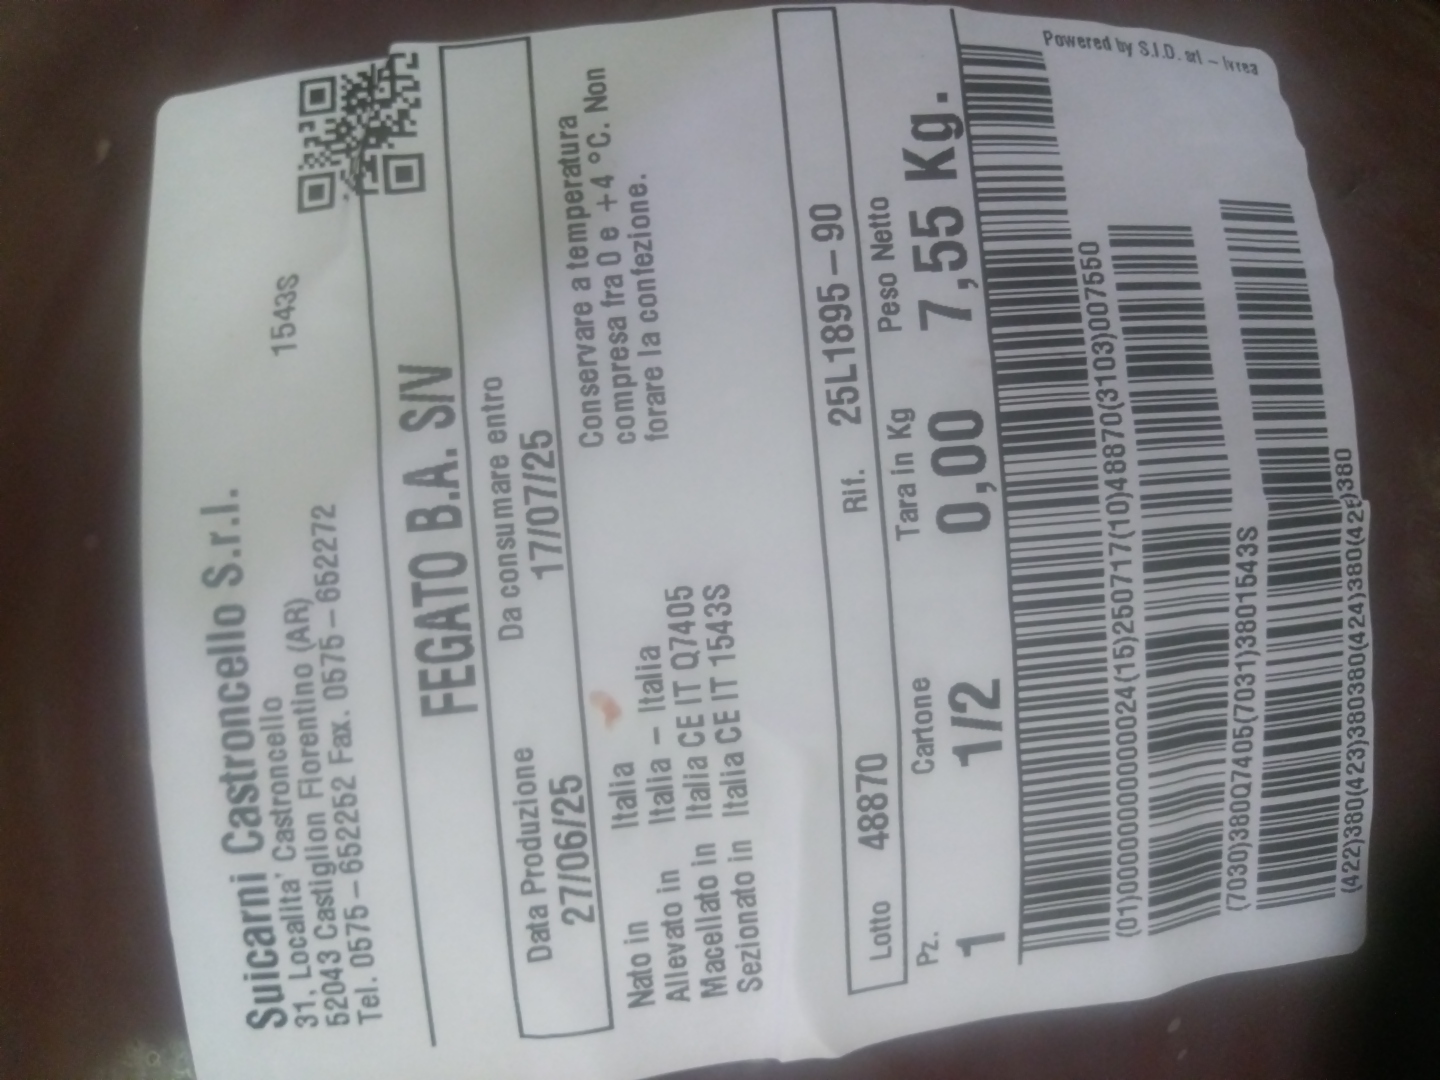 Suicarni Castroncello S.r.l.
31, Localita' Castroncello
52043 Castiglion Fiorentino (AR)
Tel. 0575-652252 Fax. 0575-652272
1543S
FEGATO B.A. S/V
Data Produzione
27/06/25
Da consumare entro
17/07/25
Nato in Italia
Allevato in Italia - Italia
Macellato in Italia CE IT Q7405
Sezionato in Italia CE IT 1543S
Conservare a temperatura
compresa fra 0 e +4 °C. Non
forare la confezione.
Lotto 48870 Rif. 25L1895-90
Pz. Cartone Tara in Kg Peso Netto
1 1/2 0,00 7,55 Kg.
(15)250717(10)48870(3103)007550
(7030)380Q7405(7031)3801543S
(422)380(423)380380(424)380(426)380
Powered by S.I.D. srl - Ivrea